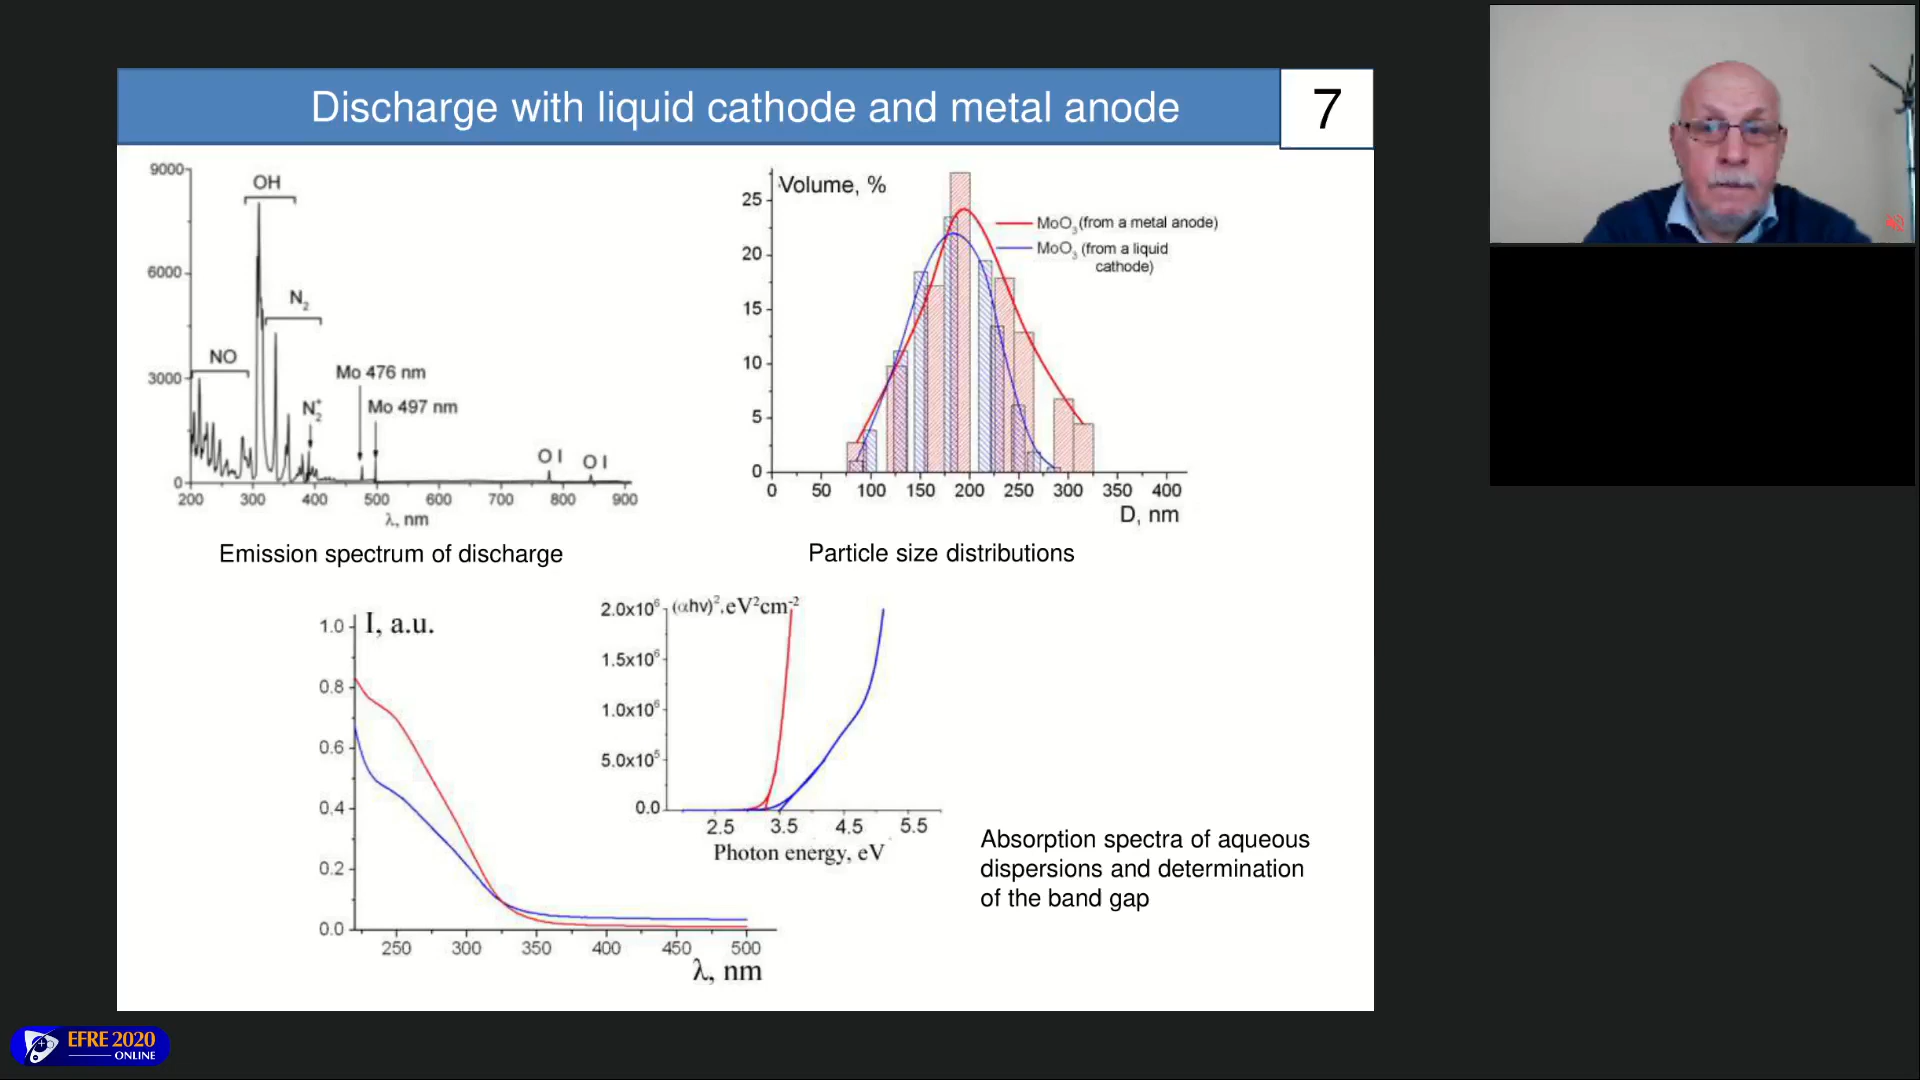 Discharge with liquid cathode and metal anode
7
9000
6000
3000
0
OH
N2
NO
N2+
Mo 476 nm
Mo 497 nm
O I
O I
200 300 400 500 600 700 800 900
λ, nm
Emission spectrum of discharge
Volume, %
25
20
15
10
5
0
MoO3 (from a metal anode)
MoO3 (from a liquid
cathode)
0 50 100 150 200 250 300 350 400
D, nm
Particle size distributions
I, a.u.
1.0
0.8
0.6
0.4
0.2
0.0
250 300 350 400 450 500
λ, nm
(αhν)2.eV2cm-2
2.0x106
1.5x106
1.0x106
5.0x105
0.0
2.5 3.5 4.5 5.5
Photon energy, eV
Absorption spectra of aqueous
dispersions and determination
of the band gap
EFRE 2020
ONLINE